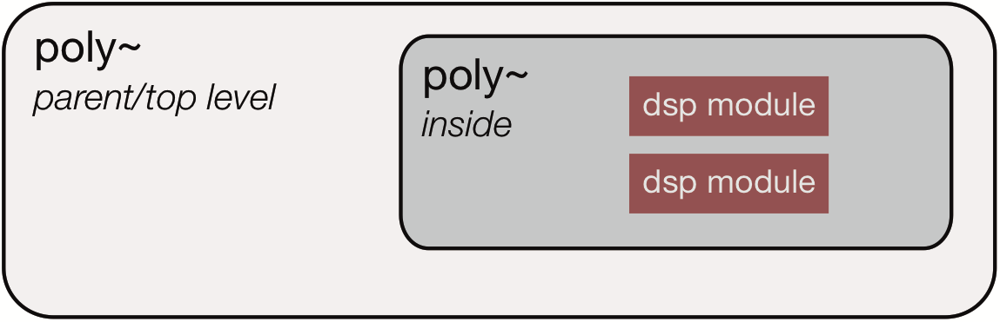 poly~
parent/top level
poly~
inside
dsp module
dsp module